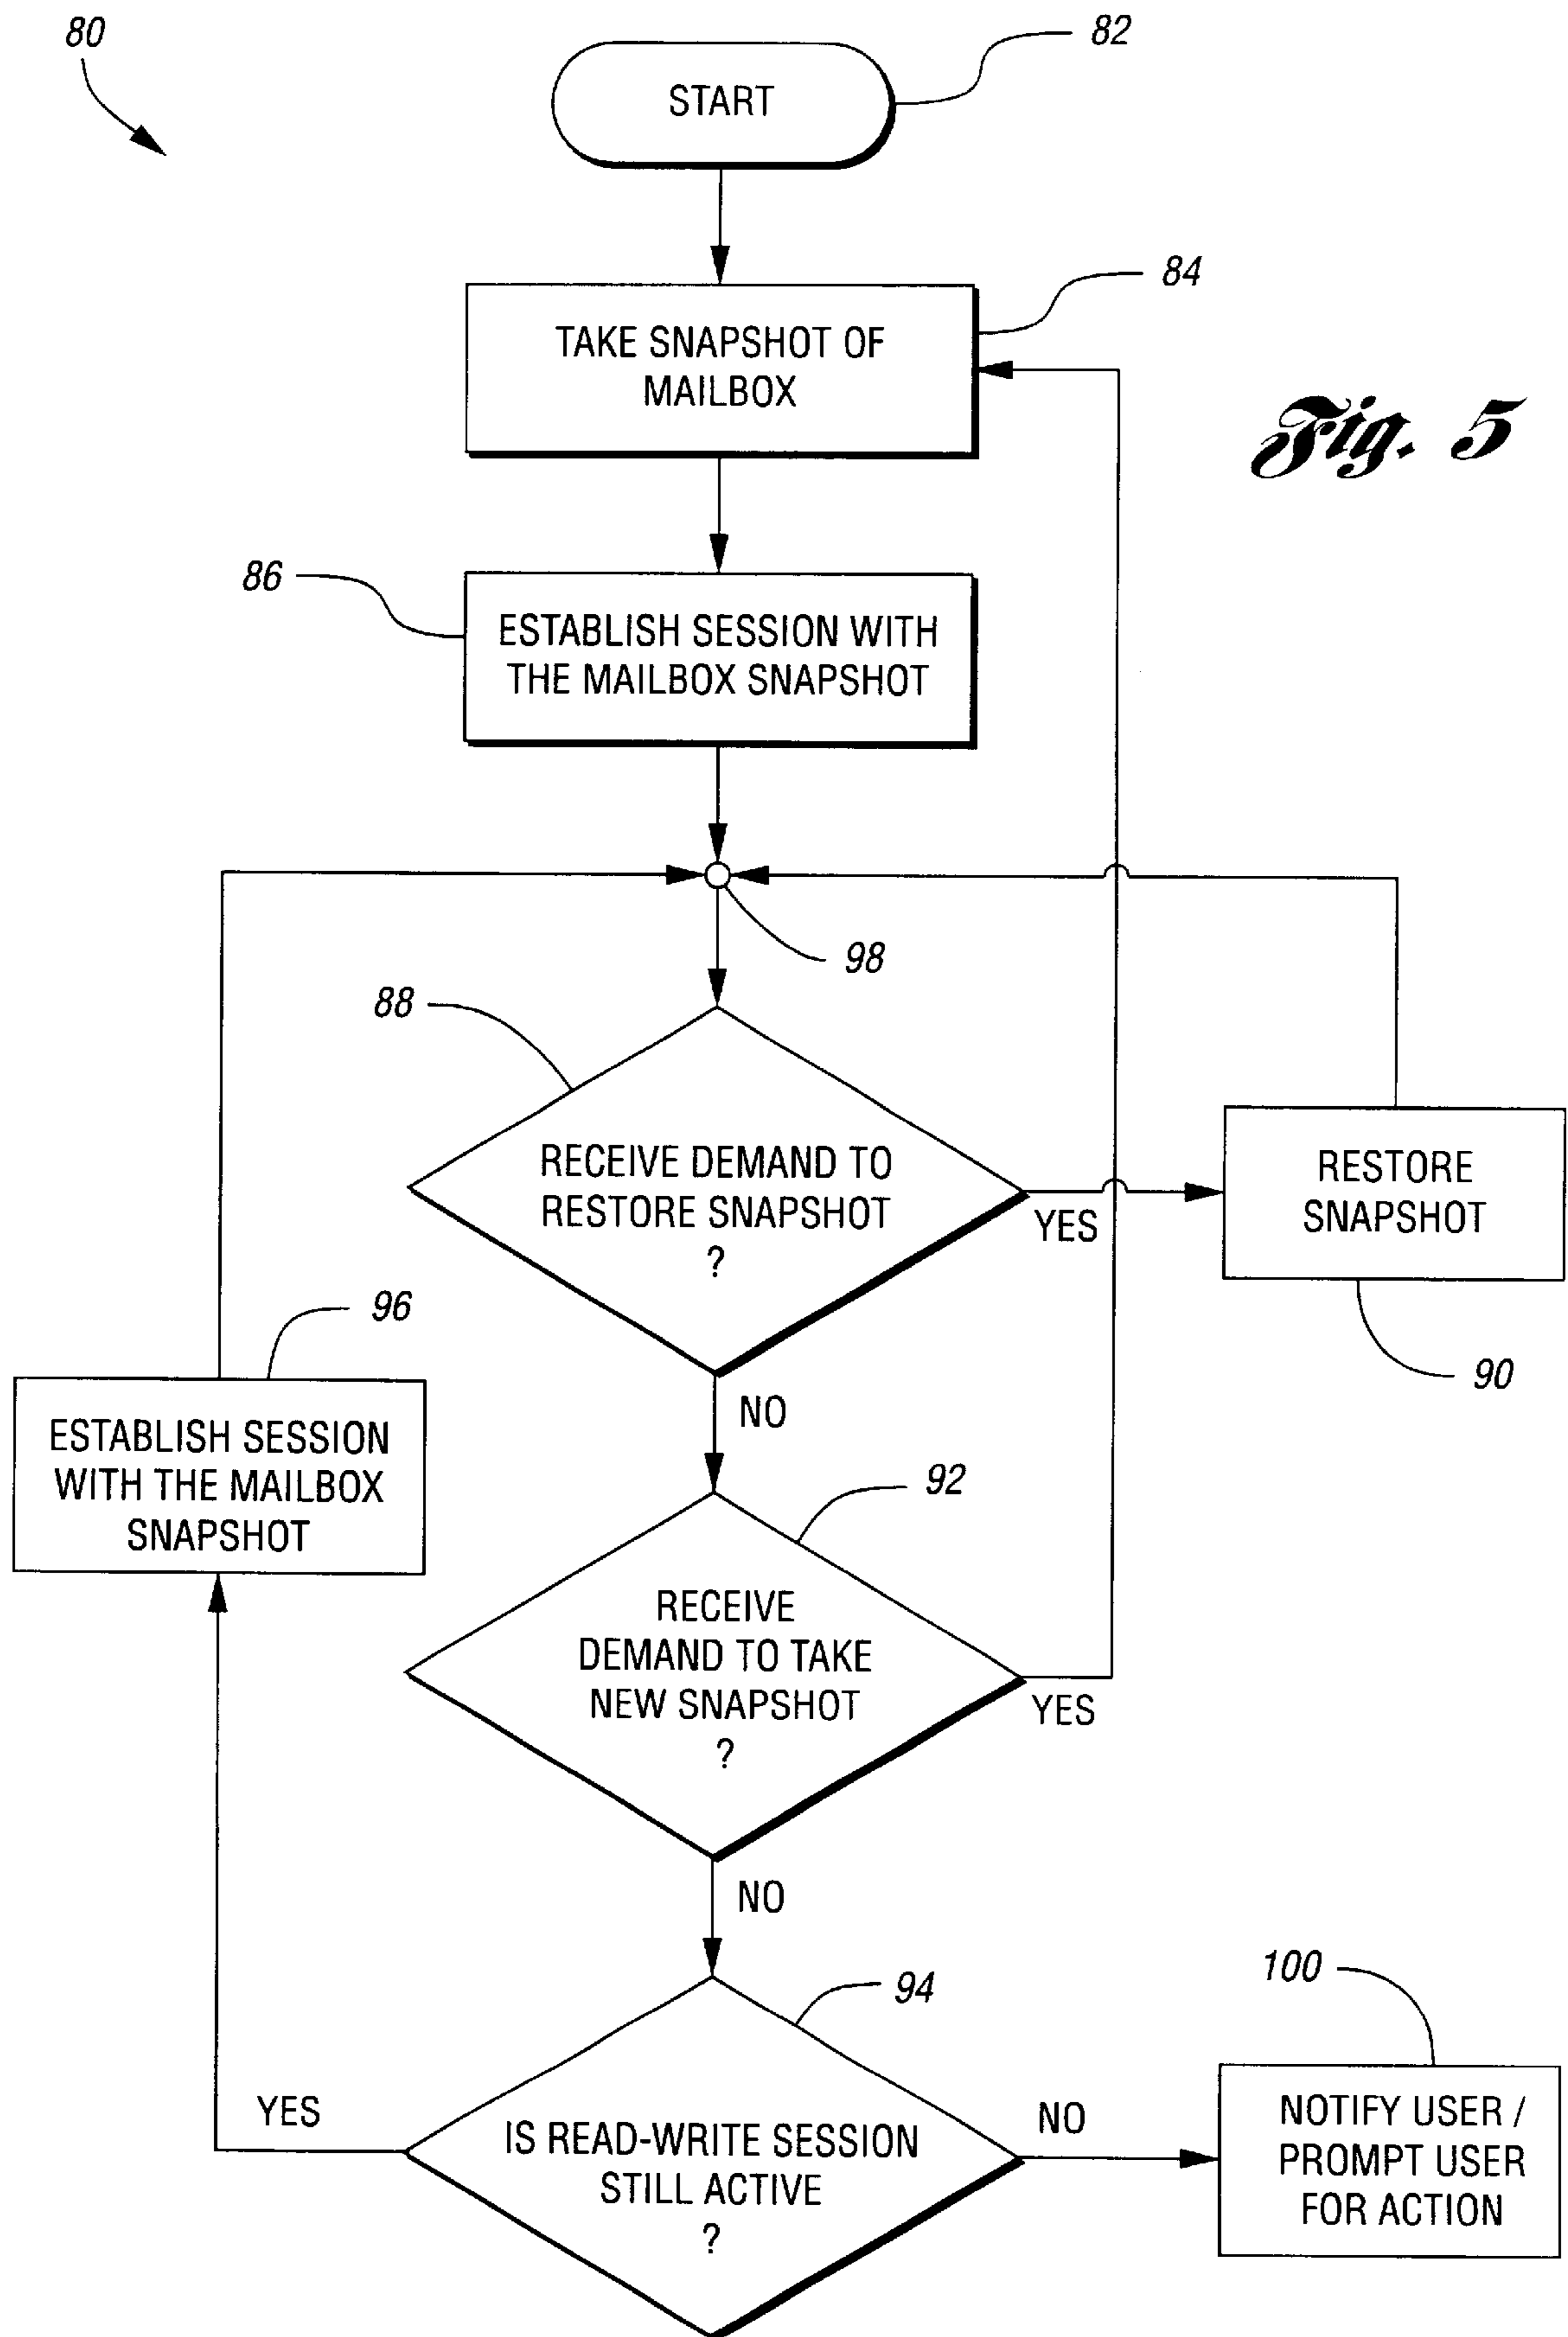 80
82
START
84
TAKE SNAPSHOT OF
MAILBOX
Fig. 5
86
ESTABLISH SESSION WITH
THE MAILBOX SNAPSHOT
98
88
RECEIVE DEMAND TO
RESTORE SNAPSHOT
?
YES
RESTORE
SNAPSHOT
90
NO
96
ESTABLISH SESSION
WITH THE MAILBOX
SNAPSHOT
92
RECEIVE
DEMAND TO TAKE
NEW SNAPSHOT
?
YES
NO
94
100
YES
IS READ-WRITE SESSION
STILL ACTIVE
?
NO
NOTIFY USER /
PROMPT USER
FOR ACTION